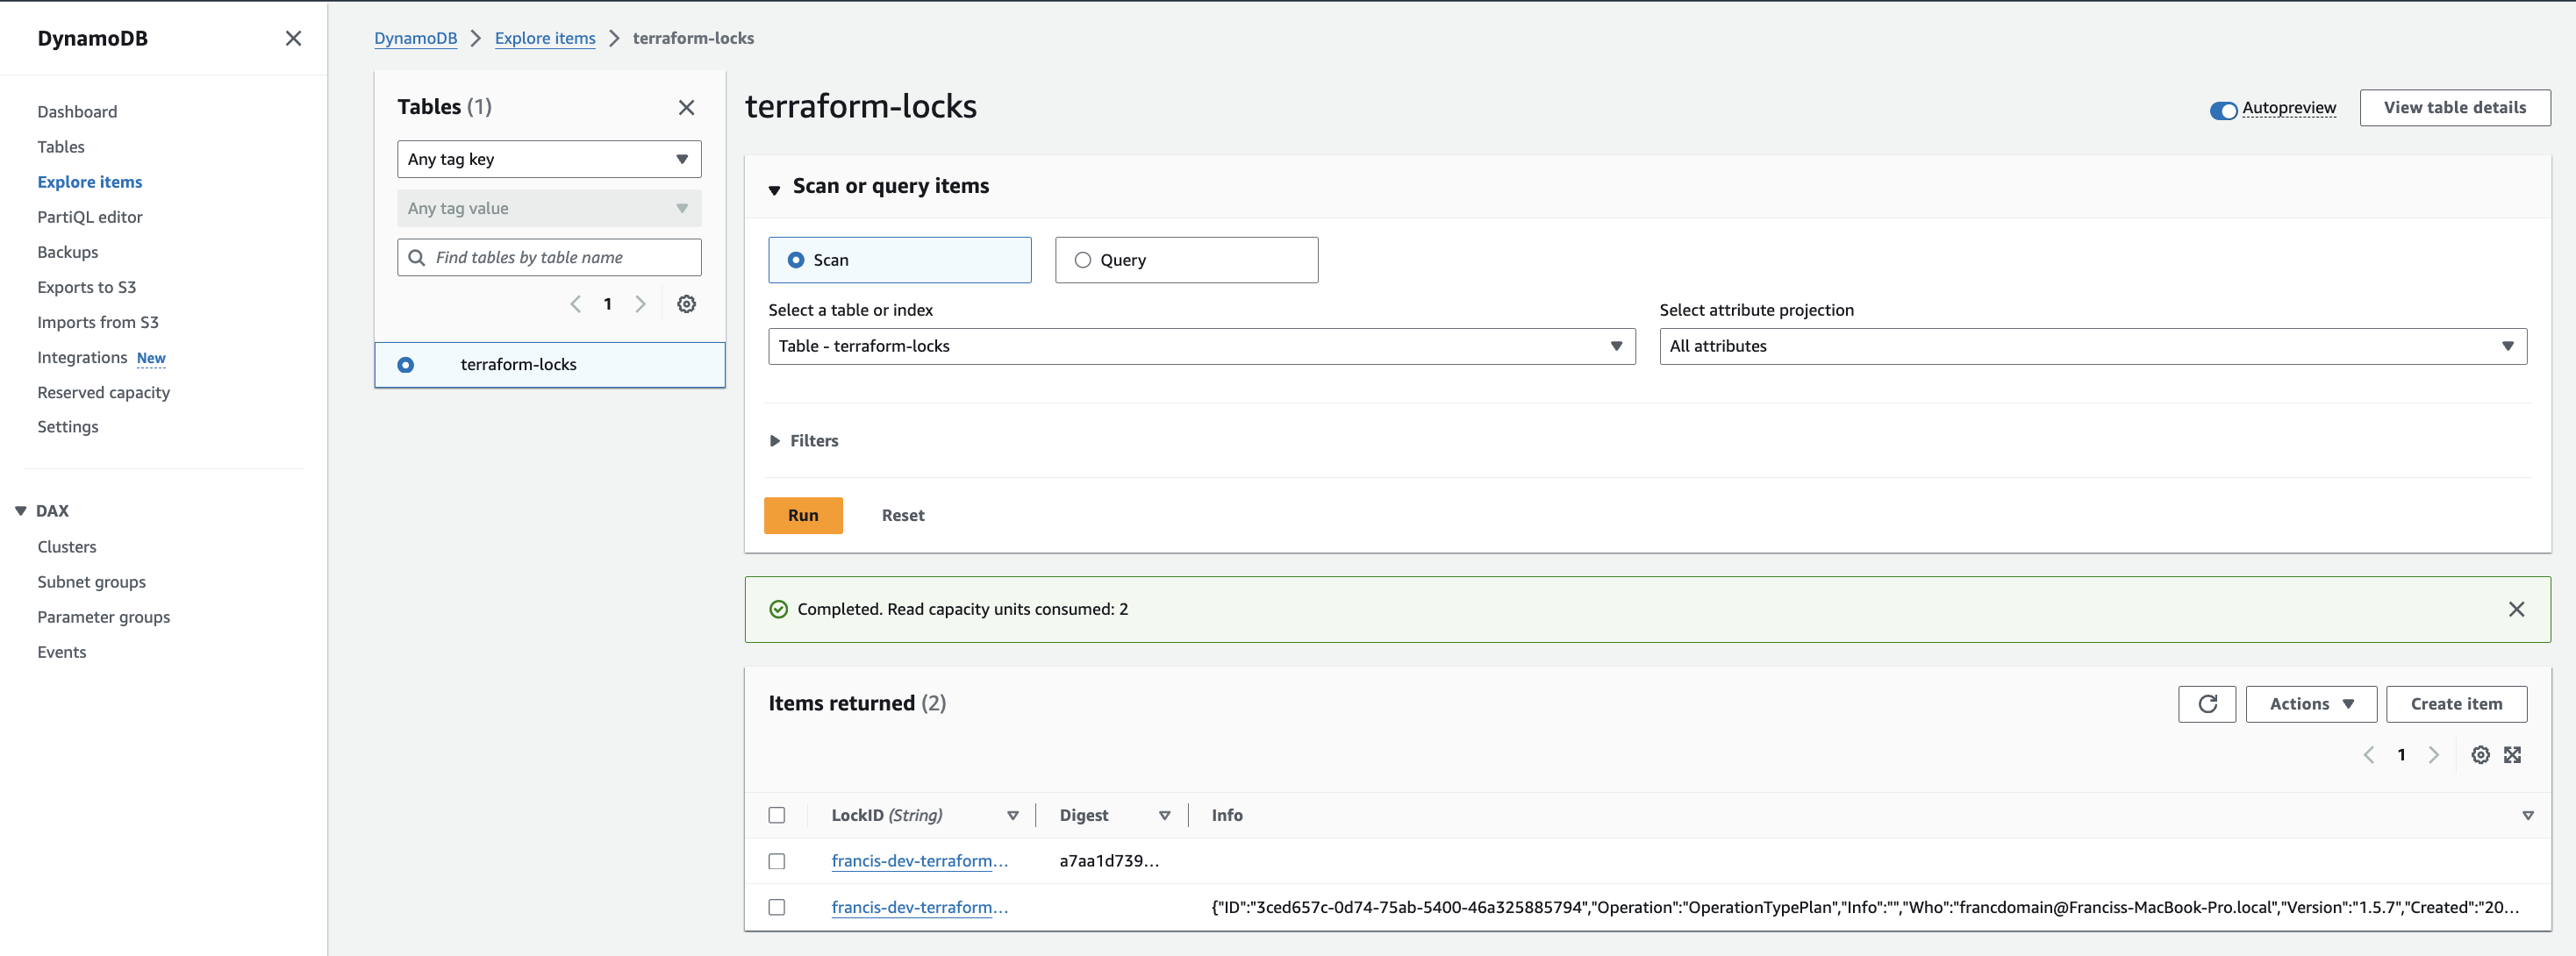 DynamoDB
Dashboard
Tables
Explore items
PartiQL editor
Backups
Exports to S3
Imports from S3
Integrations New
Reserved capacity
Settings
DAX
Clusters
Subnet groups
Parameter groups
Events
DynamoDB Explore items terraform-locks
Tables (1)
Any tag key
Any tag value
Find tables by table name
1
terraform-locks
terraform-locks
Autopreview
View table details
Scan or query items
Scan
Query
Select a table or index
Table - terraform-locks
Select attribute projection
All attributes
Filters
Run Reset
Completed. Read capacity units consumed: 2
Items returned (2)
Actions
Create item
1
LockID (String) Digest Info
francis-dev-terraform... a7aa1d739...
francis-dev-terraform... {"ID":"3ced657c-0d74-75ab-5400-46a325885794","Operation":"OperationTypePlan","Info":"","Who":"francdomain@Franciss-MacBook-Pro.local","Version":"1.5.7","Created":"20...